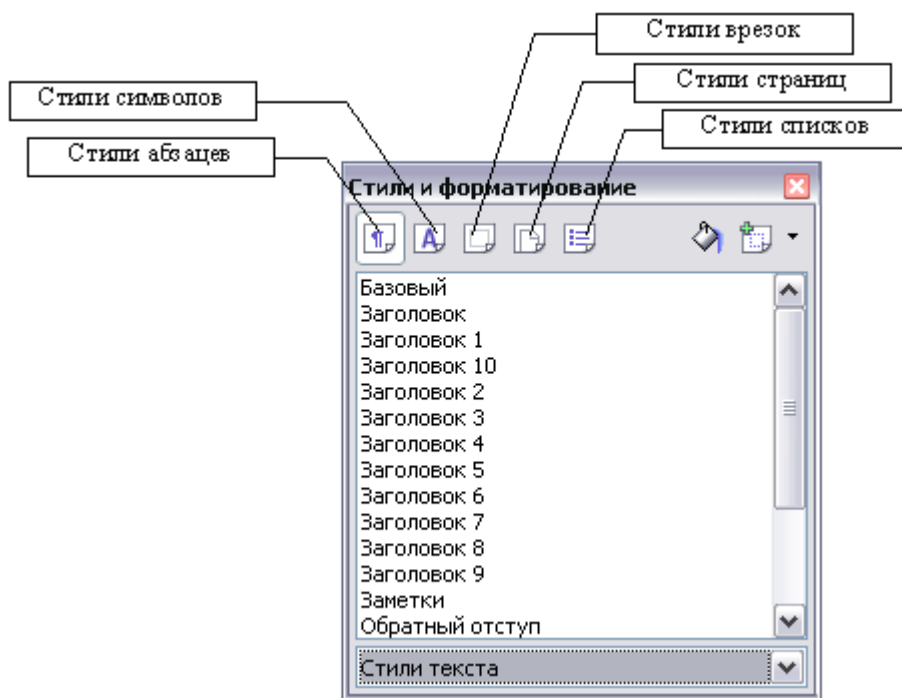 Стили врезок
Стили страниц
Стили символов
Стили списков
Стили абзацев
Стили и форматирование
Базовый
Заголовок
Заголовок 1
Заголовок 10
Заголовок 2
Заголовок 3
Заголовок 4
Заголовок 5
Заголовок 6
Заголовок 7
Заголовок 8
Заголовок 9
Заметки
Обратный отступ
Стили текста